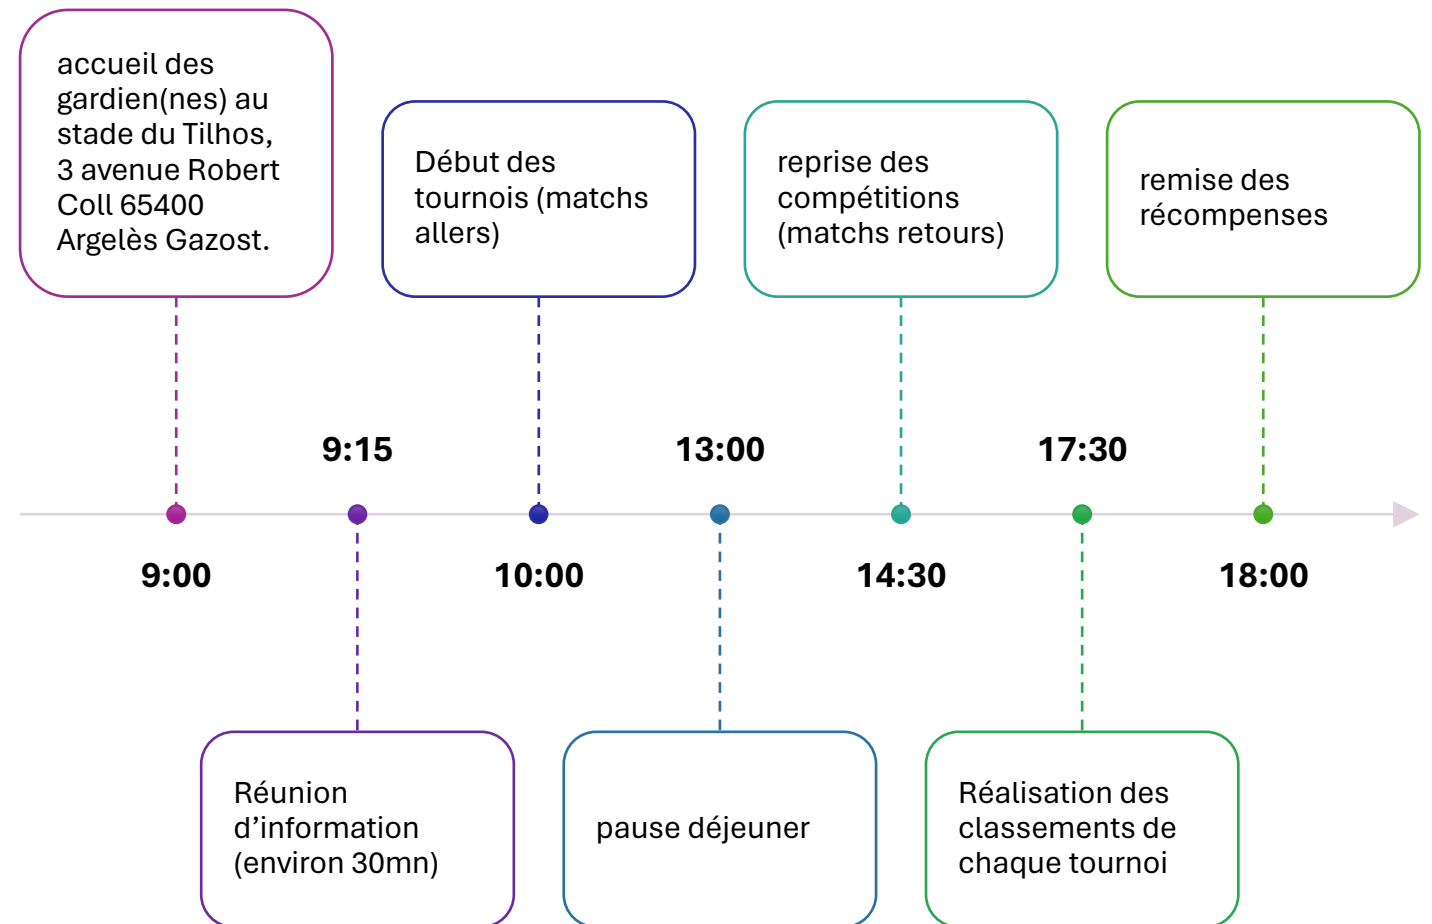 accueil des
gardien(nes) au
stade du Tilhos,
3 avenue Robert
Coll 65400
Argelès Gazost.
Début des
tournois (matchs
allers)
reprise des
compétitions
(matchs retours)
remise des
récompenses
9:15
13:00
17:30
9:00
10:00
14:30
18:00
Réunion
d’information
(environ 30mn)
pause déjeuner
Réalisation des
classements de
chaque tournoi